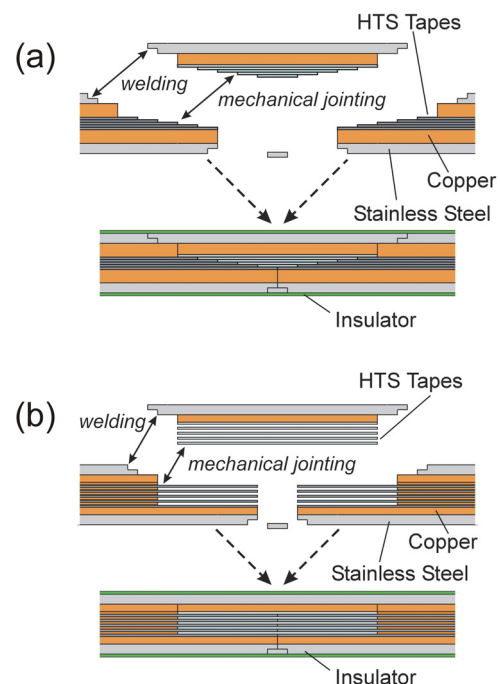 (a)
welding
mechanical jointing
HTS Tapes
Copper
Stainless Steel
Insulator
(b)
HTS Tapes
welding
mechanical jointing
Copper
Stainless Steel
Insulator